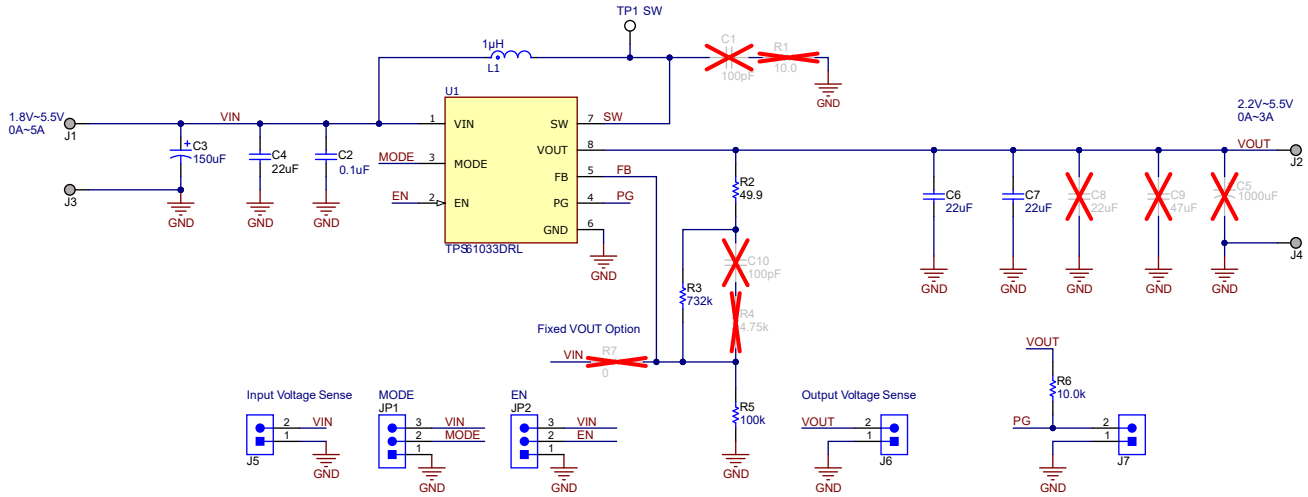 TP1 SW
1µH
L1
C1
100pF
R1
10.0
GND
U1
1.8V~5.5V
0A~5A
J1
VIN
1
VIN
SW
7
SW
2.2V~5.5V
0A~3A
VOUT
8
VOUT
J2
C3
+
150uF
C4
22uF
C2
0.1uF
MODE
3
MODE
FB
5
FB
R2
49.9
EN
2
EN
PG
4
PG
GND
6
J3
GND
GND
GND
TPS61033DRL
GND
C6
22uF
C7
22uF
C8
22uF
C9
47uF
C5
1000uF
J4
GND
GND
GND
GND
GND
C10
100pF
R3
732k
R4
4.75k
Fixed VOUT Option
VIN
R7
0
R5
100k
GND
VOUT
R6
10.0k
Input Voltage Sense
2
VIN
1
J5
GND
MODE
JP1
3
VIN
2
MODE
1
GND
EN
JP2
3
VIN
2
EN
1
GND
Output Voltage Sense
VOUT
2
1
J6
GND
PG
2
1
J7
GND